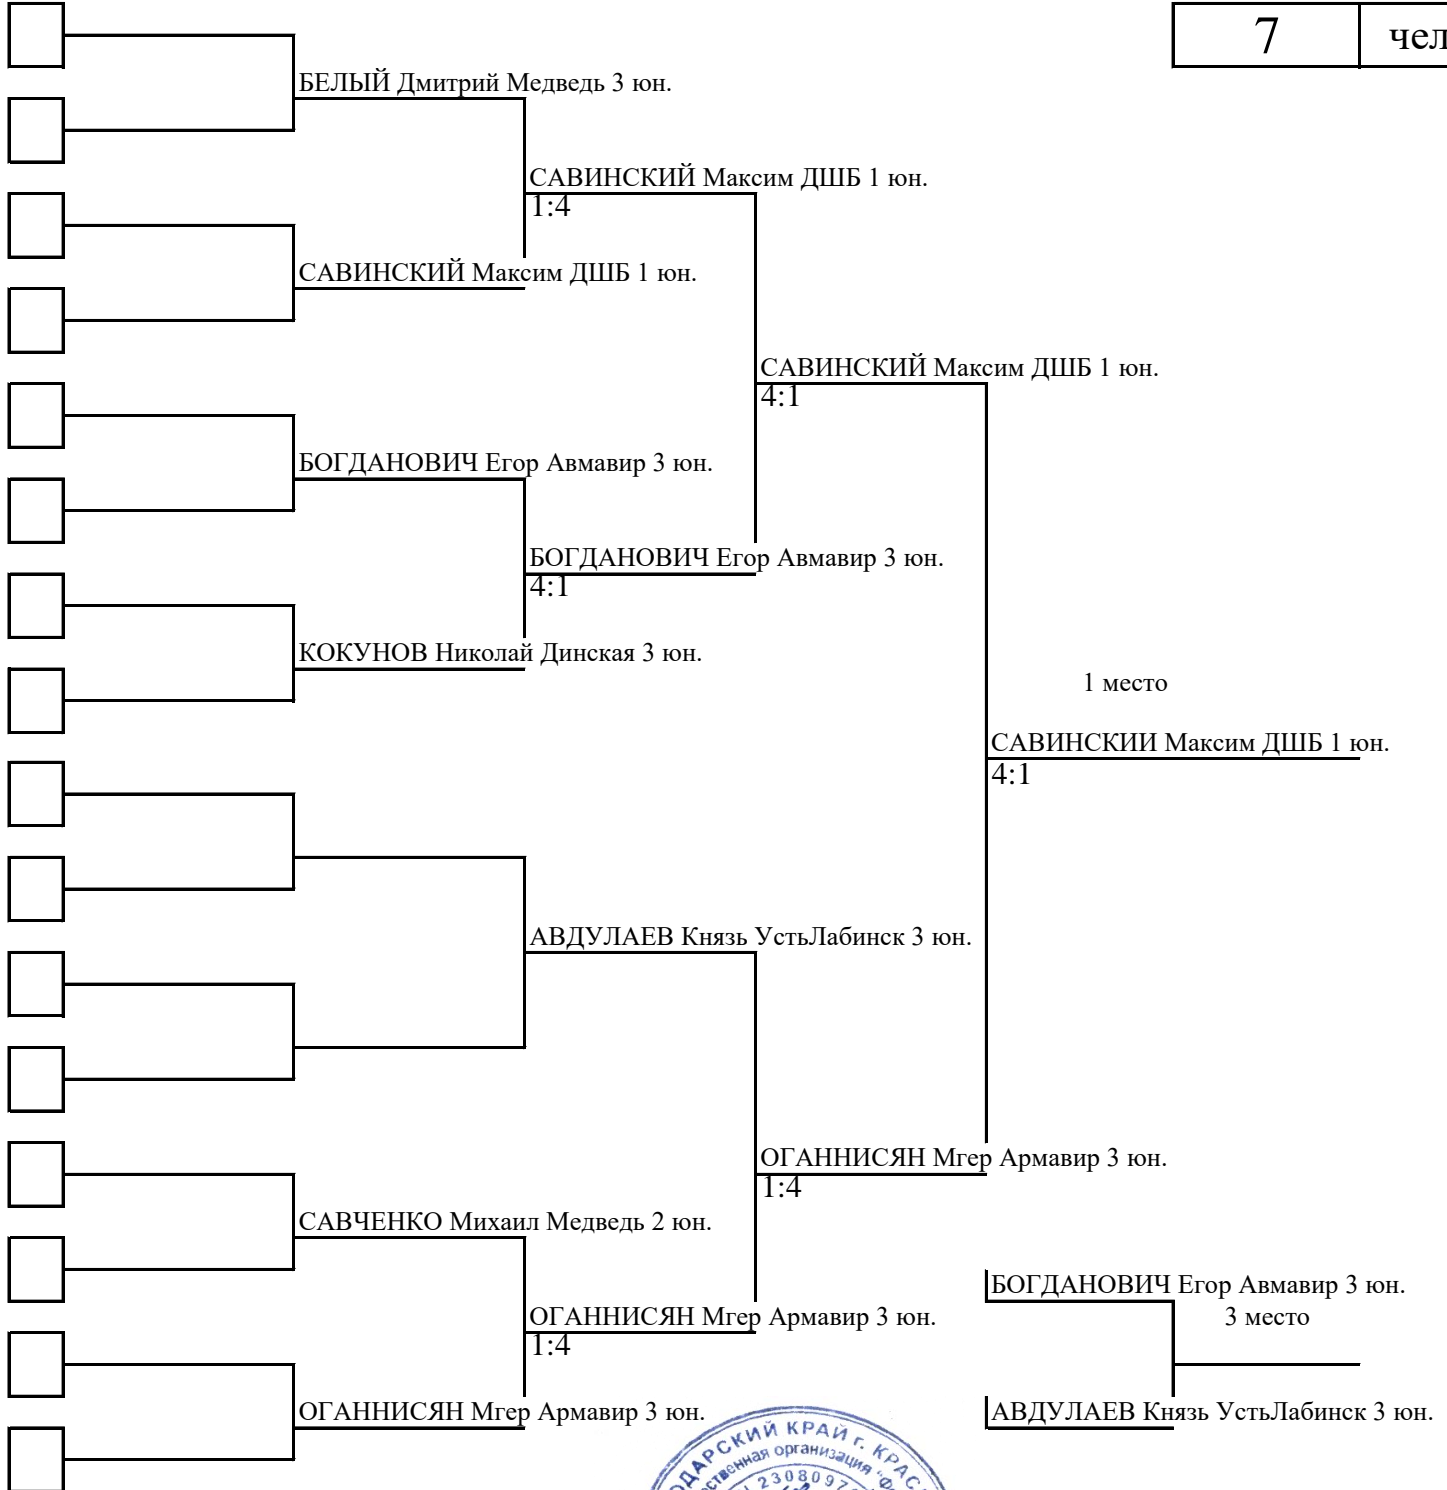 7 чел
БЕЛЫЙ Дмитрий Медведь 3 юн.
САВИНСКИЙ Максим ДШБ 1 юн.
1:4
САВИНСКИЙ Максим ДШБ 1 юн.
САВИНСКИЙ Максим ДШБ 1 юн.
4:1
БОГДАНОВИЧ Егор Авмавир 3 юн.
БОГДАНОВИЧ Егор Авмавир 3 юн.
4:1
КОКУНОВ Николай Динская 3 юн.
1 место
САВИНСКИИ Максим ДШБ 1 юн.
4:1
АВДУЛАЕВ Князь УстьЛабинск 3 юн.
ОГАННИСЯН Мгер Армавир 3 юн.
1:4
САВЧЕНКО Михаил Медведь 2 юн.
БОГДАНОВИЧ Егор Авмавир 3 юн.
3 место
ОГАННИСЯН Мгер Армавир 3 юн.
1:4
ОГАННИСЯН Мгер Армавир 3 юн.
АВДУЛАЕВ Князь УстьЛабинск 3 юн.
КРАЙ г.
организация